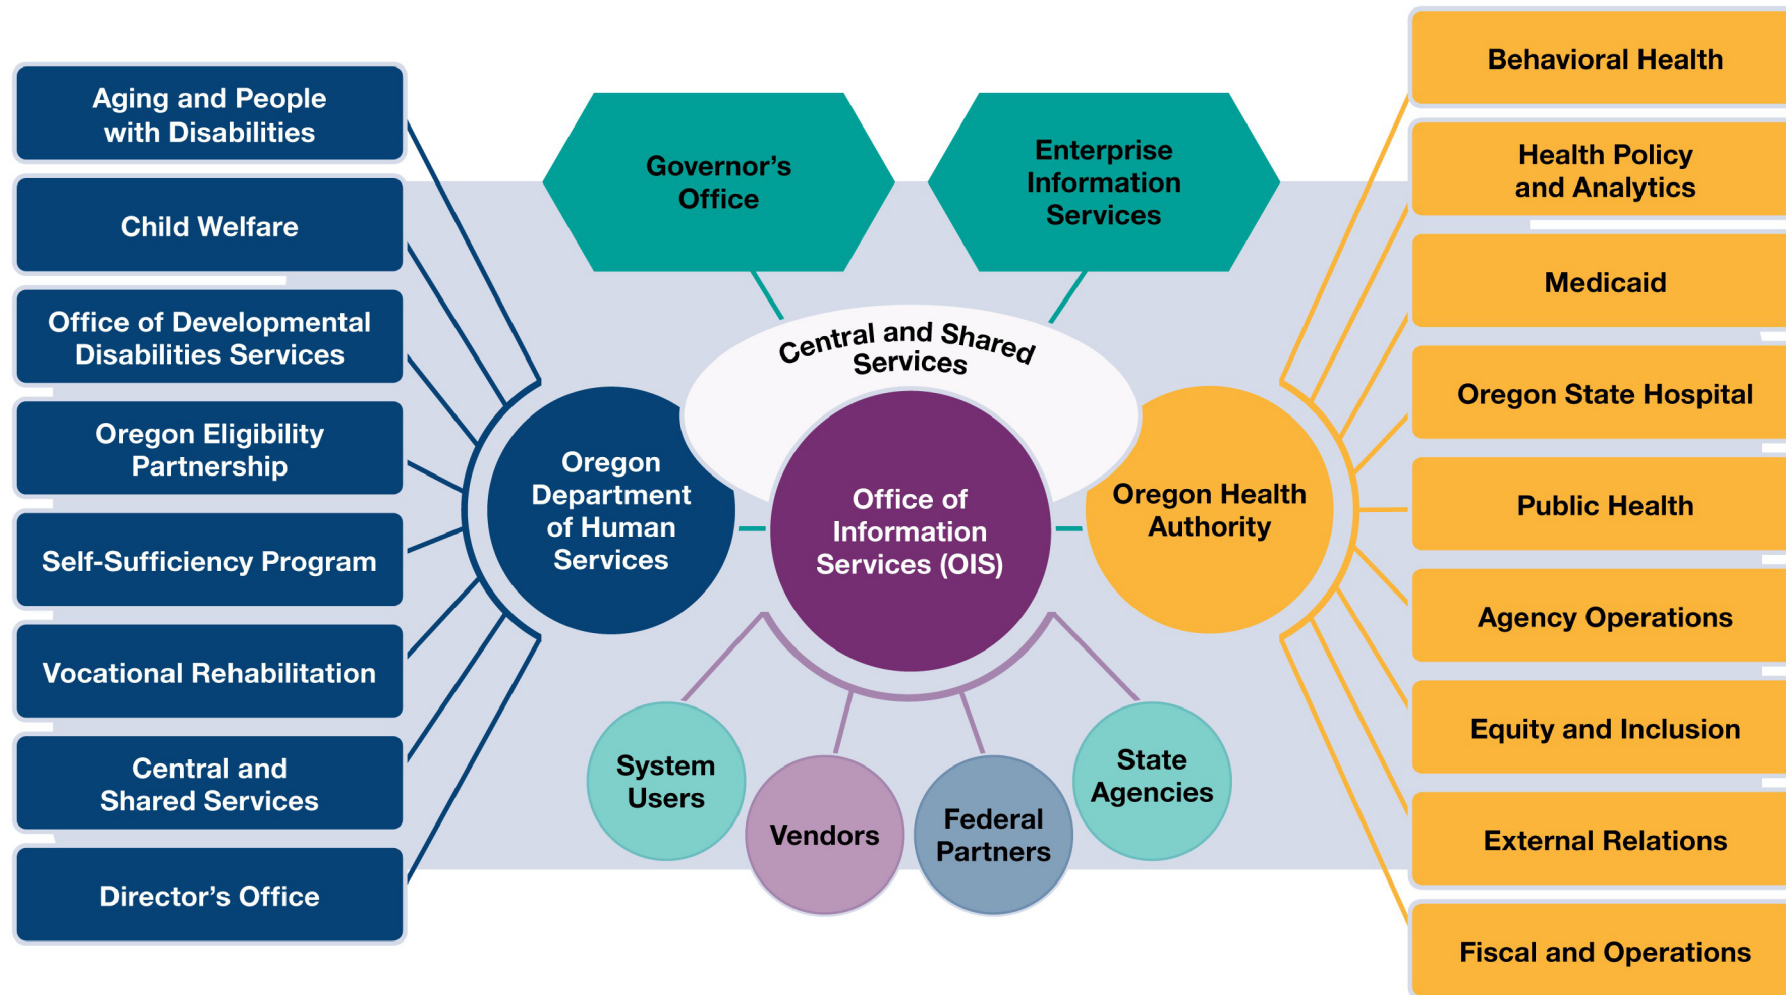 Aging and People
with Disabilities
Child Welfare
Office of Developmental
Disabilities Services
Oregon Eligibility
Partnership
Self-Sufficiency Program
Vocational Rehabilitation
Central and
Shared Services
Director’s Office
Governor’s
Office
Enterprise
Information
Services
Central and Shared
Services
Oregon
Department
of Human
Services
Office of
Information
Services (OIS)
Oregon Health
Authority
System
Users
Vendors
Federal
Partners
State
Agencies
Behavioral Health
Health Policy
and Analytics
Medicaid
Oregon State Hospital
Public Health
Agency Operations
Equity and Inclusion
External Relations
Fiscal and Operations